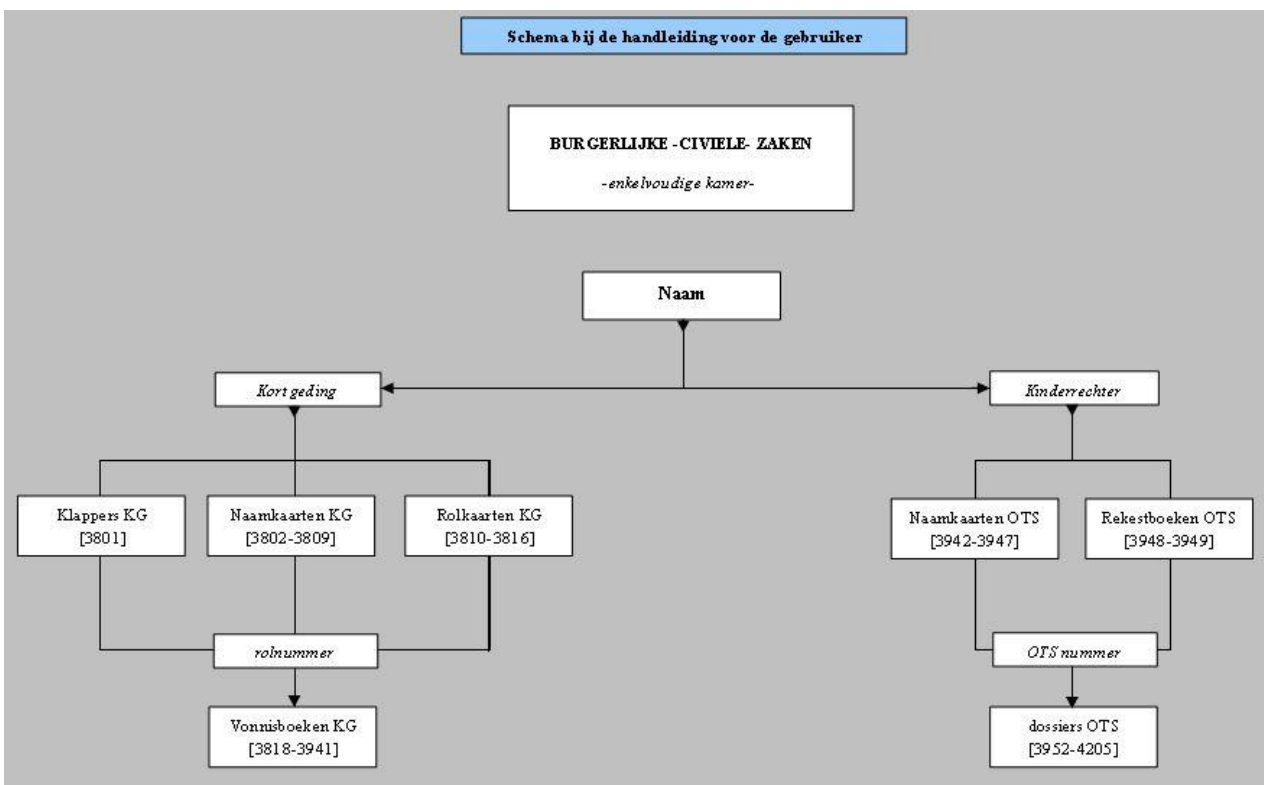 Schema bij de handleiding voor de gebruiker
BURGERLIJKE -CIVIELE- ZAKEN
-enkelvoudige kamer-
Naam
Kort geding
Kinderrechter
Klappers KG
[3801]
Naamkaarten KG
[3802-3809]
Rolkaarten KG
[3810-3816]
Naamkaarten OTS
[3942-3947]
Rekestboeken OTS
[3948-3949]
rolnummer
OTS nummer
Vonnisboeken KG
[3818-3941]
dossiers OTS
[3952-4205]